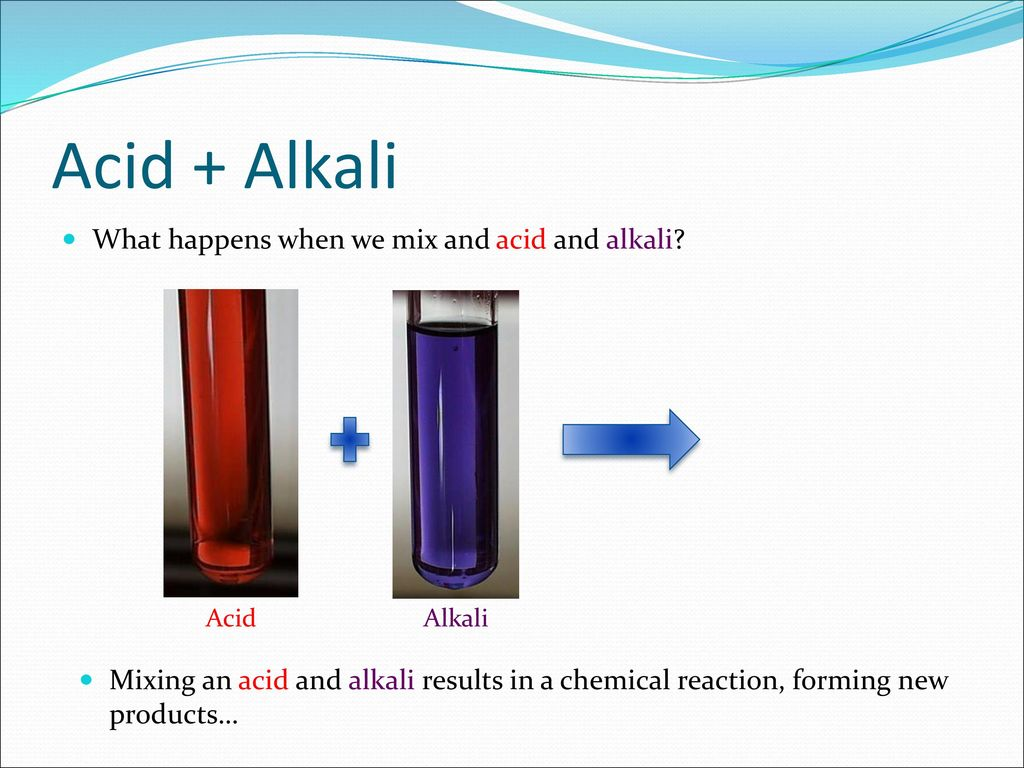 Acid + Alkali
What happens when we mix and acid and alkali?
Acid
Alkali
Mixing an acid and alkali results in a chemical reaction, forming new
products…